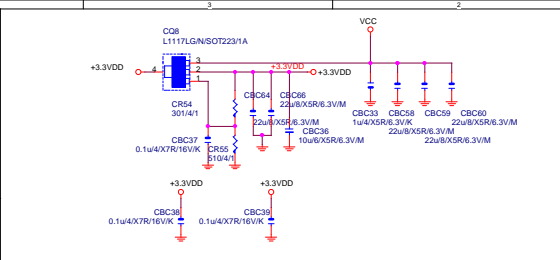 3
2
CQ8
L1117LG/N/SOT223/1A
VCC
+3.3VDD
4
3
2
1
+3.3VDD
+3.3VDD
CR54
301/4/1
CBC64
22u/8/X5R/6.3V/M
CBC66
22u/8/X5R/6.3V/M
CBC36
10u/6/X5R/6.3V/M
CBC37
0.1u/4/X7R/16V/K
CR55
510/4/1
CBC33
1u/4/X5R/6.3V/K
CBC58
22u/8/X5R/6.3V/M
CBC59
22u/8/X5R/6.3V/M
CBC60
22u/8/X5R/6.3V/M
+3.3VDD
CBC38
0.1u/4/X7R/16V/K
+3.3VDD
CBC39
0.1u/4/X7R/16V/K